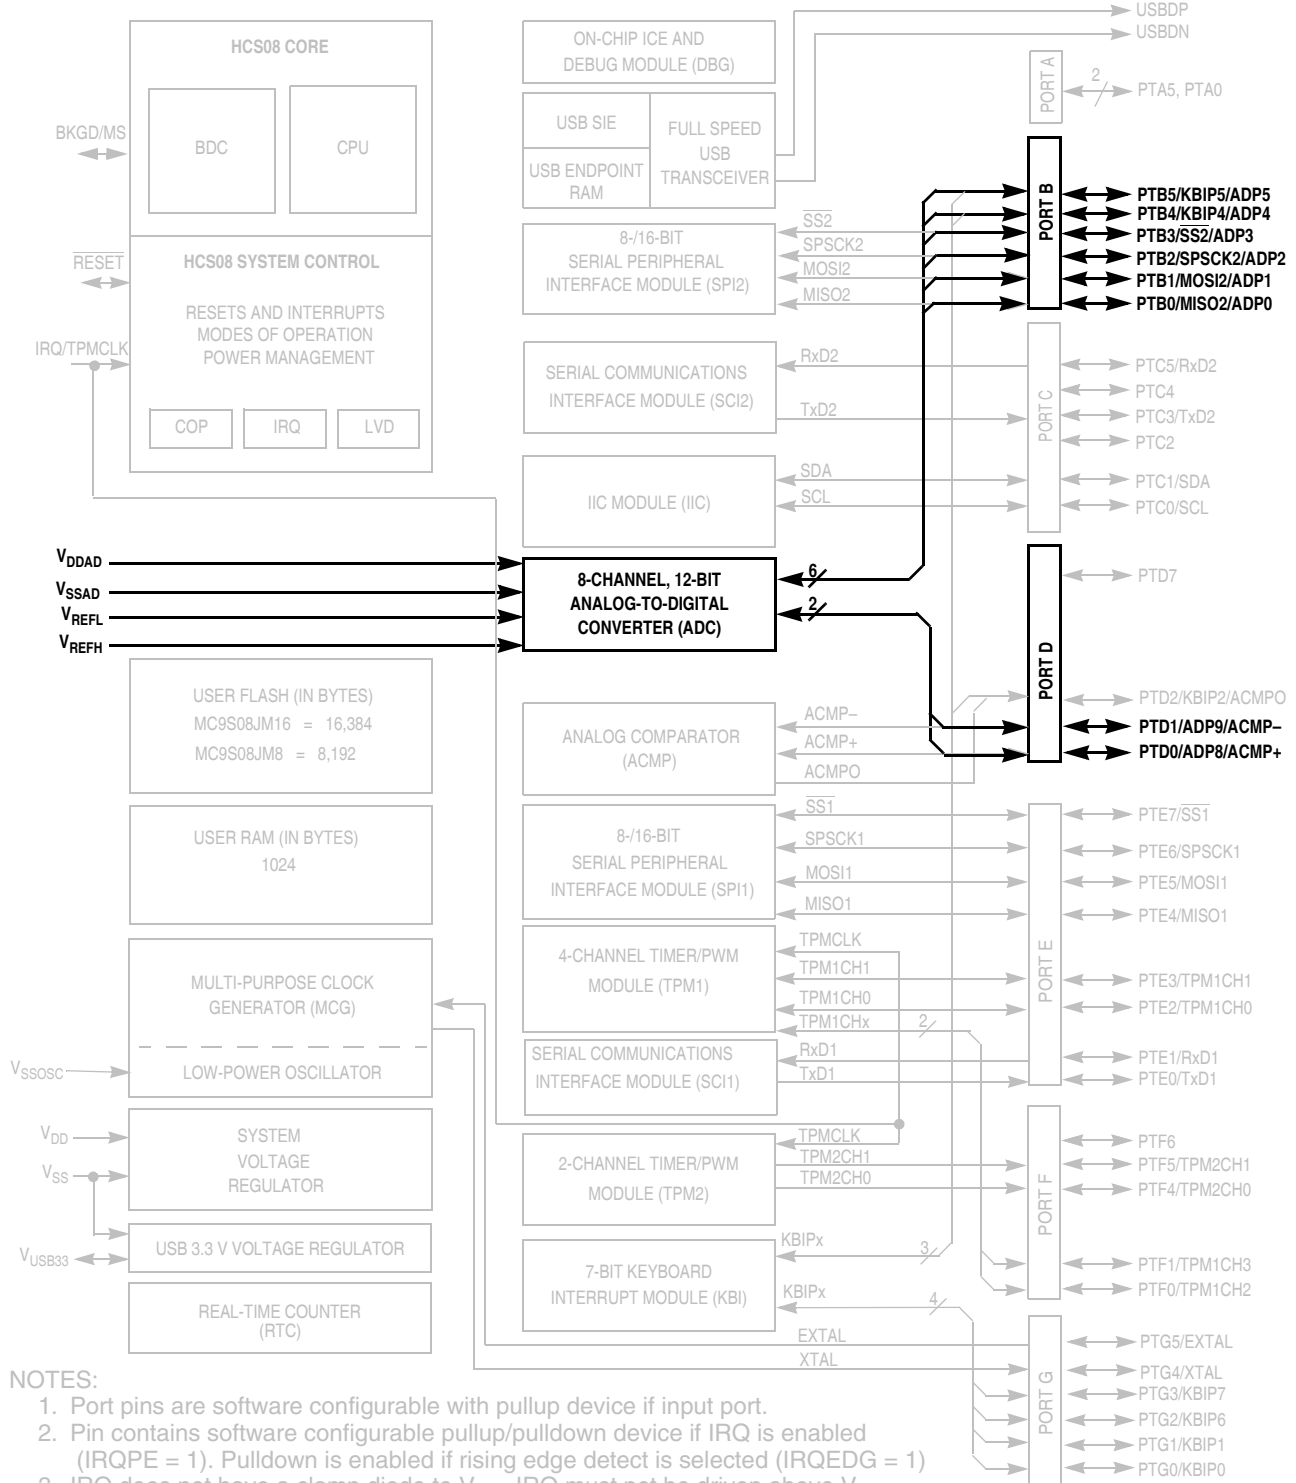 HCS08 CORE
BDC
CPU
BKGD/MS
HCS08 SYSTEM CONTROL
RESET
RESETS AND INTERRUPTS
MODES OF OPERATION
POWER MANAGEMENT
IRQ/TPMCLK
COP
IRQ
LVD
VDDAD
VSSAD
VREFL
VREFH
USER FLASH (IN BYTES)
MC9S08JM16 = 16,384
MC9S08JM8 = 8,192
USER RAM (IN BYTES)
1024
MULTI-PURPOSE CLOCK
GENERATOR (MCG)
LOW-POWER OSCILLATOR
VSSOSC
VDD
VSS
SYSTEM
VOLTAGE
REGULATOR
VUSB33
USB 3.3 V VOLTAGE REGULATOR
REAL-TIME COUNTER
(RTC)
ON-CHIP ICE AND
DEBUG MODULE (DBG)
USB SIE
USB ENDPOINT
RAM
FULL SPEED
USB
TRANSCEIVER
8-/16-BIT
SERIAL PERIPHERAL
INTERFACE MODULE (SPI2)
SS2
SPSCK2
MOSI2
MISO2
SERIAL COMMUNICATIONS
INTERFACE MODULE (SCI2)
RxD2
TxD2
IIC MODULE (IIC)
SDA
SCL
8-CHANNEL, 12-BIT
ANALOG-TO-DIGITAL
CONVERTER (ADC)
6
2
ANALOG COMPARATOR
(ACMP)
ACMP–
ACMP+
ACMPO
8-/16-BIT
SERIAL PERIPHERAL
INTERFACE MODULE (SPI1)
SS1
SPSCK1
MOSI1
MISO1
4-CHANNEL TIMER/PWM
MODULE (TPM1)
TPMCLK
TPM1CH1
TPM1CH0
TPM1CHx
2
SERIAL COMMUNICATIONS
INTERFACE MODULE (SCI1)
RxD1
TxD1
2-CHANNEL TIMER/PWM
MODULE (TPM2)
TPMCLK
TPM2CH1
TPM2CH0
7-BIT KEYBOARD
INTERRUPT MODULE (KBI)
KBIPx
3
KBIPx
4
EXTAL
XTAL
USBDP
USBDN
PORT A
2
PTA5, PTA0
PORT B
PTB5/KBIP5/ADP5
PTB4/KBIP4/ADP4
PTB3/SS2/ADP3
PTB2/SPSCK2/ADP2
PTB1/MOSI2/ADP1
PTB0/MISO2/ADP0
PORT C
PTC5/RxD2
PTC4
PTC3/TxD2
PTC2
PTC1/SDA
PTC0/SCL
PORT D
PTD7
PTD2/KBIP2/ACMPO
PTD1/ADP9/ACMP–
PTD0/ADP8/ACMP+
PORT E
PTE7/SS1
PTE6/SPSCK1
PTE5/MOSI1
PTE4/MISO1
PTE3/TPM1CH1
PTE2/TPM1CH0
PTE1/RxD1
PTE0/TxD1
PORT F
PTF6
PTF5/TPM2CH1
PTF4/TPM2CH0
PTF1/TPM1CH3
PTF0/TPM1CH2
PORT G
PTG5/EXTAL
PTG4/XTAL
PTG3/KBIP7
PTG2/KBIP6
PTG1/KBIP1
PTG0/KBIP0
NOTES:
1. Port pins are software configurable with pullup device if input port.
2. Pin contains software configurable pullup/pulldown device if IRQ is enabled
(IRQPE = 1). Pulldown is enabled if rising edge detect is selected (IRQEDG = 1)
3. IRQ does not have a clamp diode to V IRQ must not be driven above V